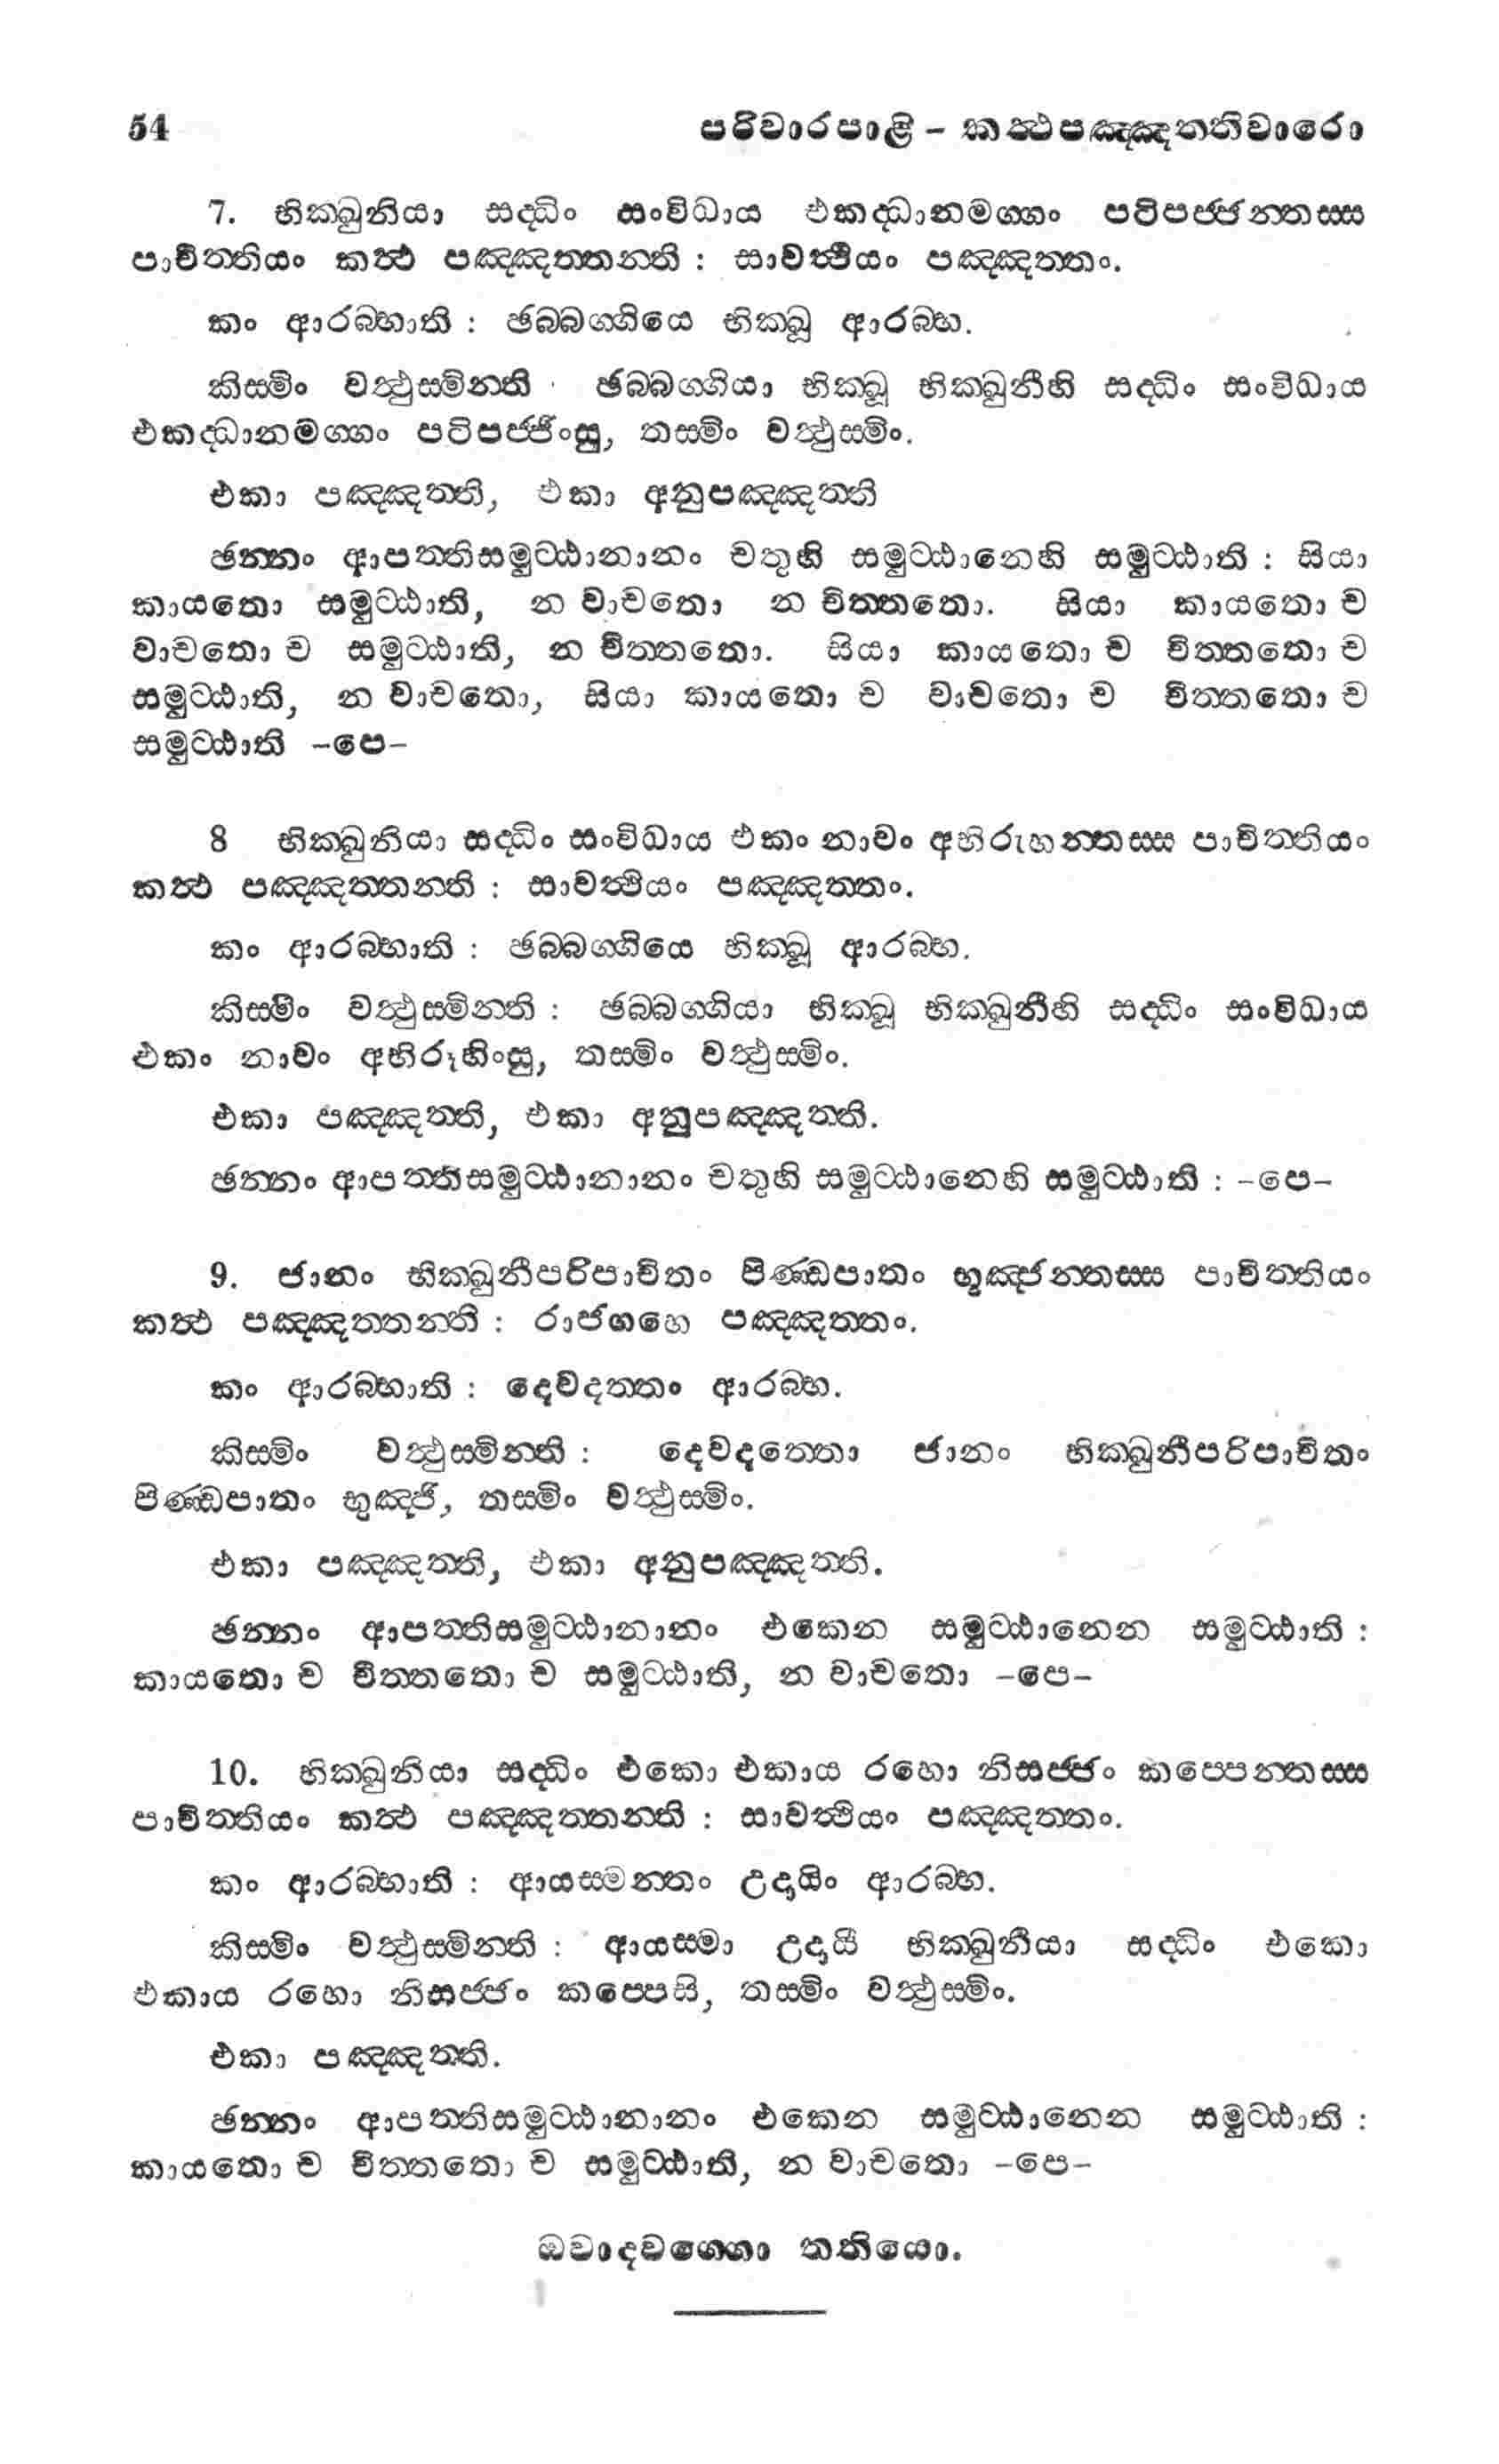 54 පරිවාරපාළි – කත්‍ථපඤ්ඤත්තිවාරො
7. භික්ඛුනියා සද්ධිං සංවිධාය එකද්ධානමග්ගං පටිපජ්ජන්තස්ස
පාචිත්තියං කත්‍ථ පඤ්ඤත්තන්ති : සාවත්‍ථියං පඤ්ඤත්තං.
කං ආරබ්භාති : ඡබ්බග්ගියෙ භික්ඛූ ආරබ්භ.
කිස්මිං වත්‍ථුස්මින්ති · ඡබ්බග්ගියා භික්ඛූ භික්ඛුනීහි සද්ධිං සංවිධාය
එකද්ධානමග්ගං පටිපජ්ජිංසු, තස්මිං වත්‍ථුස්මිං.
එකා පඤ්ඤත්ති, එකා අනුපඤ්ඤත්ති
ඡන්නං ආපත්තිසමුට්ඨානානං චතුහි සමුට්ඨානෙහි සමුට්ඨාති : සියා
කායතො සමුට්ඨාති, න වාචතො න චිත්තතො. සියා කායතො ච
වාචතො ච සමුට්ඨාති, න චිත්තතො. සියා කායතො ච චිත්තතො ච
සමුට්ඨාති, න වාචතො, සියා කායතො ච වාචතො ච චිත්තතො ච
සමුට්ඨාති –පෙ–
8 භික්ඛුනියා සද්ධිං සංවිධාය එකං නාවං අභිරුහන්තස්ස පාචිත්තියං
කත්‍ථ පඤ්ඤත්තන්ති : සාවත්‍ථියං පඤ්ඤත්තං.
කං ආරබ්භාති : ඡබ්බග්ගියෙ භික්ඛූ ආරබ්භ.
කිස්මිං වත්‍ථුස්මින්ති : ඡබ්බග්ගියා භික්ඛූ භික්ඛුනීහි සද්ධිං සංවිධාය
එකං නාවං අභිරූහිංසු, තස්මිං වත්‍ථුස්මිං.
එකා පඤ්ඤත්ති, එකා අනුපඤ්ඤත්ති.
ඡන්නං ආපත්තිසමුට්ඨානානං චතුහි සමුට්ඨානෙහි සමුට්ඨාති : –පෙ–
9. ජානං භික්ඛුනීපරිපාචිතං පිණ්ඩපාතං භුඤ්ජන්තස්ස පාචිත්තියං
කත්‍ථ පඤ්ඤත්තන්ති : රාජගහෙ පඤ්ඤත්තං.
කං ආරබ්භාති : දෙවදත්තං ආරබ්භ.
කිස්මිං වත්‍ථුස්මින්ති : දෙවදත්තො ජානං භික්ඛුනීපරිපාචිතං
පිණ්ඩපාතං භුඤ්ජි, තස්මිං වත්‍ථුස්මිං.
එකා පඤ්ඤත්ති, එකා අනුපඤ්ඤත්ති.
ඡන්නං ආපත්තිසමුට්ඨානානං එකෙන සමුට්ඨානෙන සමුට්ඨාති :
කායතො ච චිත්තතො ච සමුට්ඨාති, න වාචතො –පෙ–
10. භික්ඛුනියා සද්ධිං එකො එකාය රහො නිසජ්ජං කප්පෙන්තස්ස
පාචිත්තියං කත්‍ථ පඤ්ඤත්තන්ති : සාවත්‍ථියං පඤ්ඤත්තං.
කං ආරබ්භාති : ආයස්මන්තං උදායිං ආරබ්භ.
කිස්මිං වත්‍ථුස්මින්ති : ආයස්මා උදායී භික්ඛුනියා සද්ධිං එකො
එකාය රහො නිසජ්ජං කප්පෙසි, තස්මිං වත්‍ථුස්මිං.
එකා පඤ්ඤත්ති.
ඡන්නං ආපත්තිසමුට්ඨානානං එකෙන සමුට්ඨානෙන සමුට්ඨාති :
කායතො ච චිත්තතො ච සමුට්ඨාති, න වාචතො –පෙ–
ඔවාදවග්ගො තතියො.